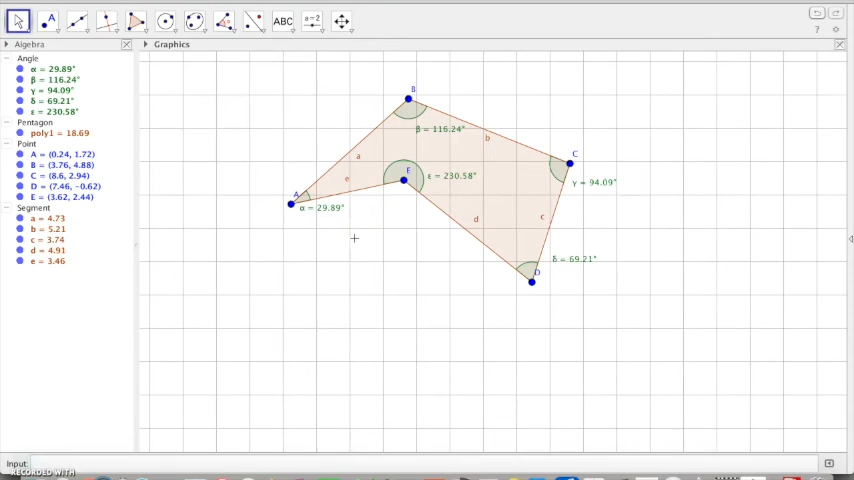 A
ABC
a=2
?
Algebra
Graphics
Angle
α = 29.89°
β = 116.24°
γ = 94.09°
δ = 69.21°
ε = 230.58°
Pentagon
poly1 = 18.69
Point
A = (0.24, 1.72)
B = (3.76, 4.88)
C = (8.6, 2.94)
D = (7.46, -0.62)
E = (3.62, 2.44)
Segment
a = 4.73
b = 5.21
c = 3.74
d = 4.91
e = 3.46
B
β = 116.24°
b
a
C
E
ε = 230.58°
e
γ = 94.09°
A
α = 29.89°
c
d
δ = 69.21°
D
Input:
RECORDED WITH